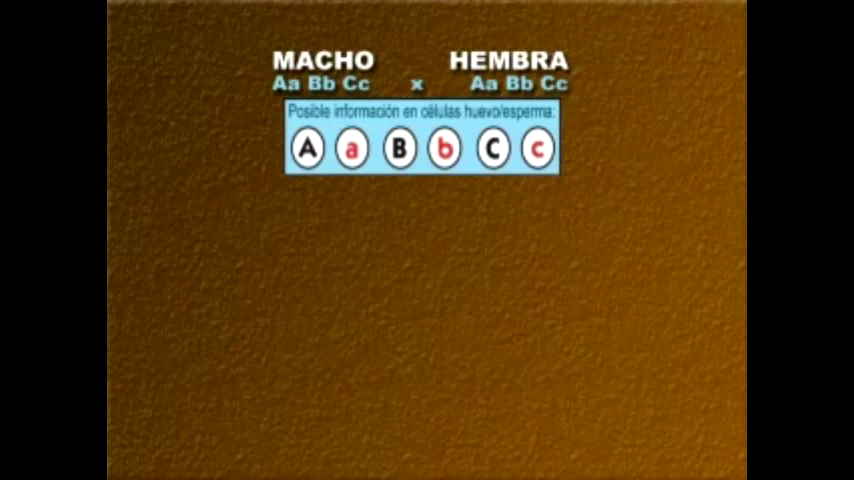 MACHO HEMBRA
Aa Bb Cc x Aa Bb Cc
Posible información en células huevo/esperma:
A a B b C c